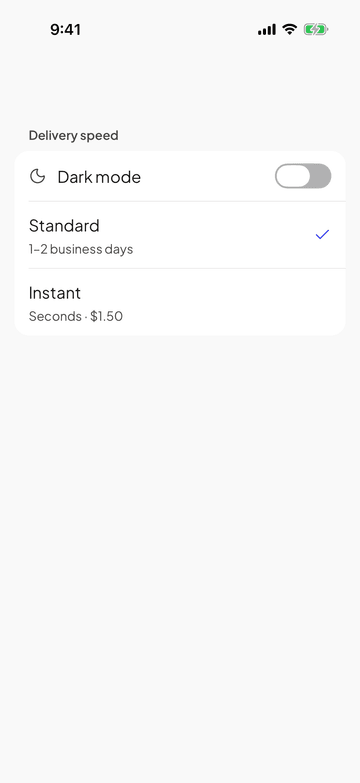 9:41
Delivery speed
Dark mode
Standard
1–2 business days
Instant
Seconds · $1.50